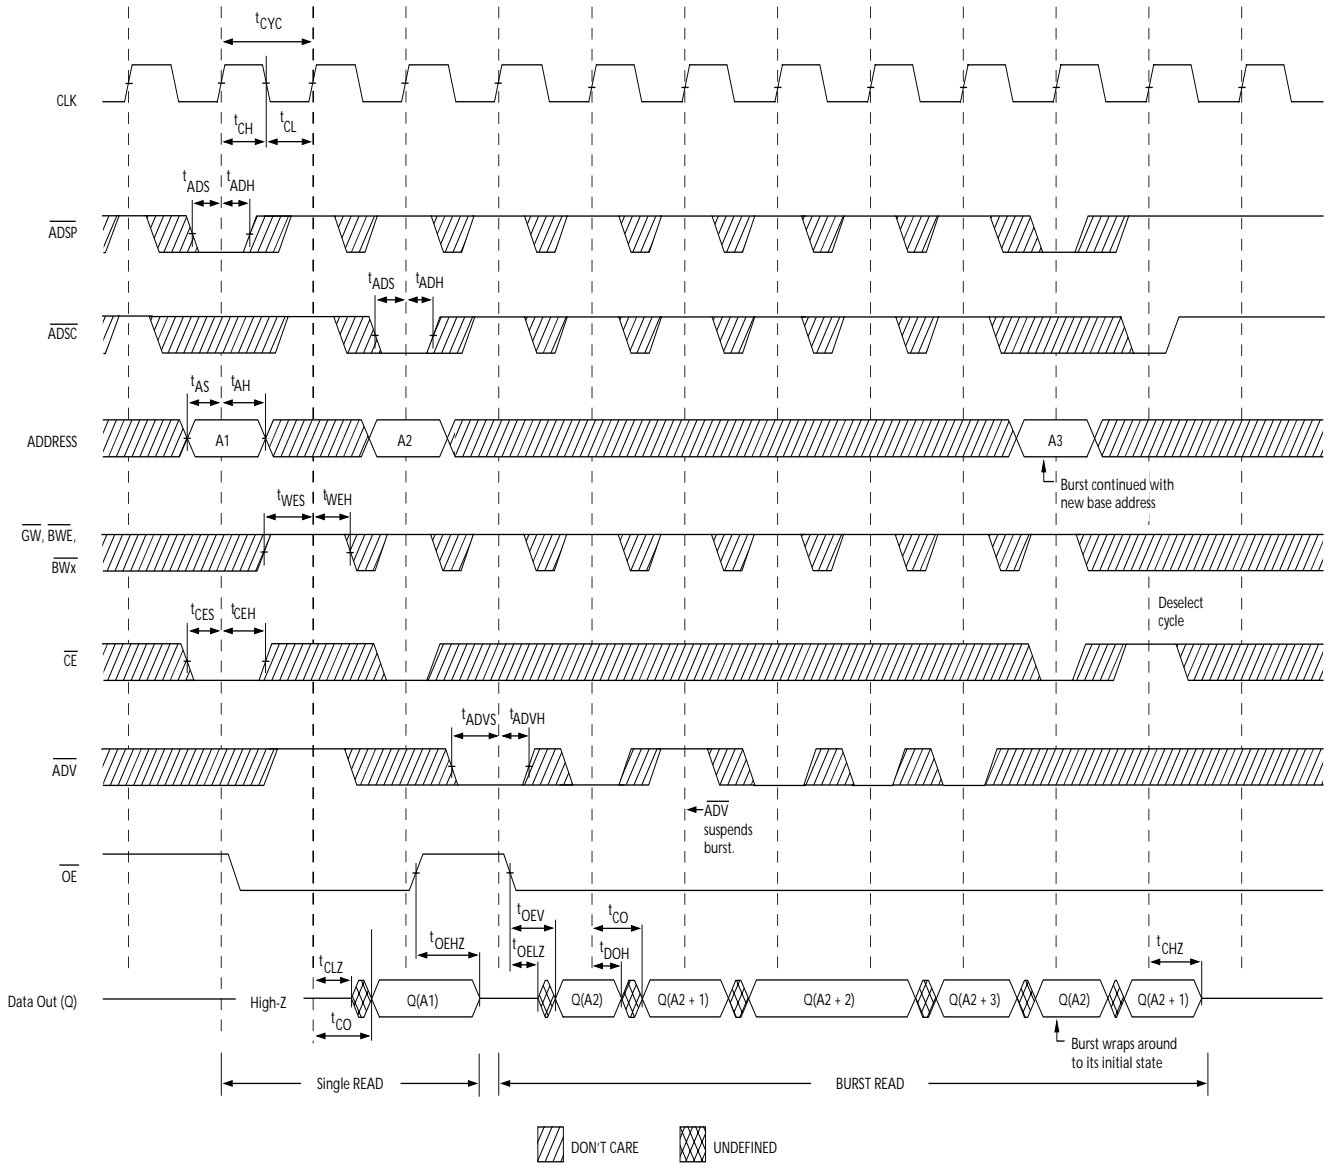 tCYC
CLK
tCH
tCL
tADS
tADH
ADSP
tADS
tADH
ADSC
tAS
tAH
ADDRESS
A1
A2
A3
Burst continued with
new base address
tWES
tWEH
GW, BWE,
BWx
Deselect
cycle
tCES
tCEH
CE
tADVS
tADVH
ADV
ADV
suspends
burst.
OE
tOEV
tCO
tOEHZ
tOELZ
tDOH
tCHZ
tCLZ
Data Out (Q)
High-Z
Q(A1)
Q(A2)
Q(A2 + 1)
Q(A2 + 2)
Q(A2 + 3)
Q(A2)
Q(A2 + 1)
tCO
Burst wraps around
to its initial state
Single READ
BURST READ
DON'T CARE
UNDEFINED